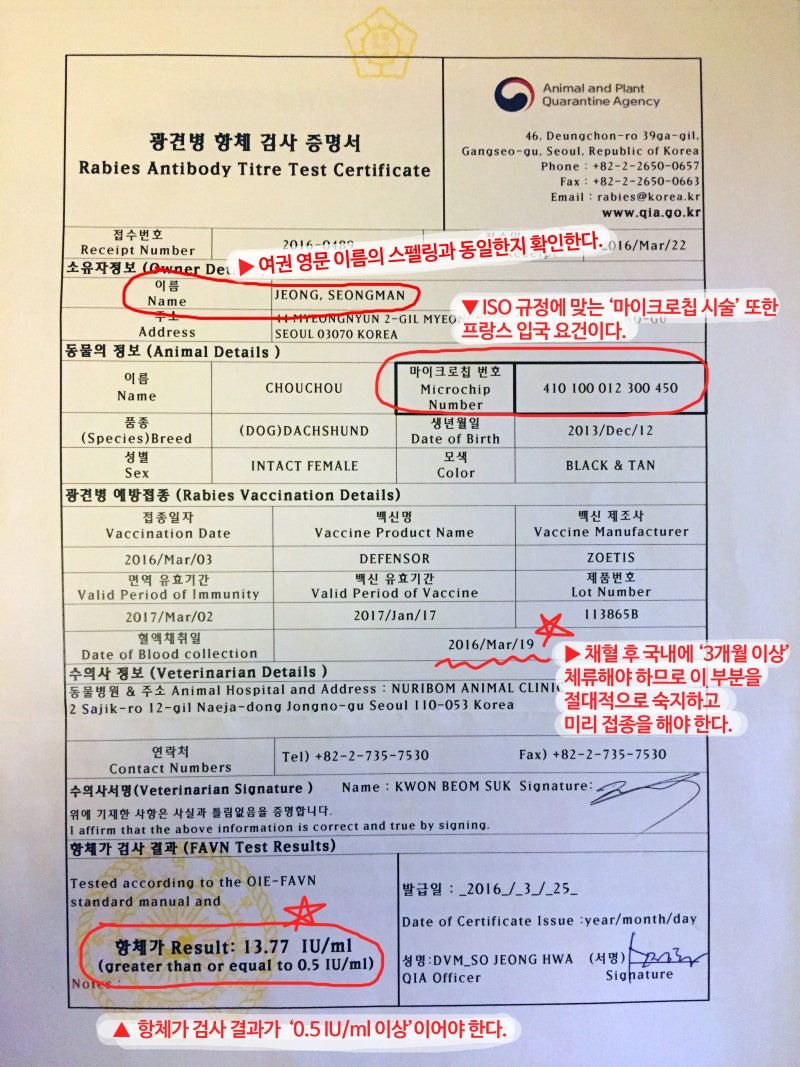 Animal and Plant
Quarantine Agency
광견병 항체 검사 증명서
Rabies Antibody Titre Test Certificate
46, Deungchon-ro 39ga-gil,
Gangseo-gu, Seoul, Republic of Korea
Phone : +82-2-2650-0657
Fax : +82-2-2650-0663
Email : rabies@korea.kr
www.qia.go.kr
접수번호
Receipt Number
2016-0489
2016/Mar/22
▶ 여권 영문 이름의 스펠링과 동일한지 확인한다.
소유자정보 (Owner
이름
Name
JEONG, SEONGMAN
▼ ISO 규정에 맞는 ‘마이크로칩 시술’ 또한
프랑스 입국 요건이다.
주소
Address
44 MYEONGNYUN 2-GIL
SEOUL 03070 KOREA
동물의 정보 (Animal Details )
이름
Name
CHOUCHOU
마이크로칩 번호
Microchip
Number
410 100 012 300 450
품종
(Species)Breed
(DOG)DACHSHUND
생년월일
Date of Birth
2013/Dec/12
성별
Sex
INTACT FEMALE
모색
Color
BLACK & TAN
광견병 예방접종 (Rabies Vaccination Details)
접종일자
Vaccination Date
백신명
Vaccine Product Name
백신 제조사
Vaccine Manufacturer
2016/Mar/03
DEFENSOR
ZOETIS
면역 유효기간
Valid Period of Immunity
백신 유효기간
Valid Period of Vaccine
제품번호
Lot Number
2017/Mar/02
2017/Jan/17
113865B
혈액채취일
Date of Blood collection
2016/Mar/19
▶ 채혈 후 국내에 ‘3개월 이상’
체류해야 하므로 이 부분을
절대적으로 숙지하고
미리 접종을 해야 한다.
수의사 정보 (Veterinarian Details )
동물병원 & 주소 Animal Hospital and Address : NURIBOM ANIMAL CLINIC
2 Sajik-ro 12-gil Naeja-dong Jongno-gu Seoul 110-053 Korea
연락처
Contact Numbers
Tel) +82-2-735-7530
Fax) +82-2-735-7530
수의사서명(Veterinarian Signature )
Name : KWON BEOM SUK Signature:
위에 기재한 사항은 사실과 틀림없음을 증명합니다.
I affirm that the above information is correct and true by signing.
항체가 검사 결과 (FAVN Test Results)
Tested according to the OIE-FAVN
standard manual and
항체가 Result: 13.77 IU/ml
(greater than or equal to 0.5 IU/ml)
Notes :
발급일 : _2016_/_3_/_25_
Date of Certificate Issue :year/month/day
성명:DVM_SO JEONG HWA (서명)
QIA Officer
Signature
▲ 항체가 검사 결과가 ‘0.5 IU/ml 이상’이어야 한다.